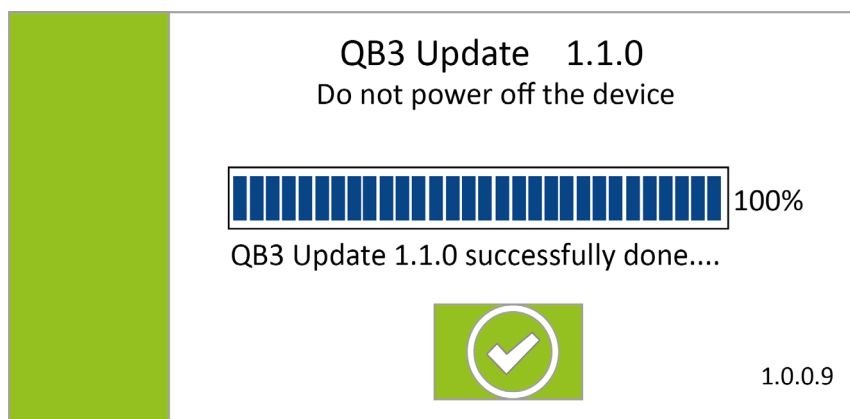 QB3 Update 1.1.0
Do not power off the device
100%
QB3 Update 1.1.0 successfully done....
1.0.0.9